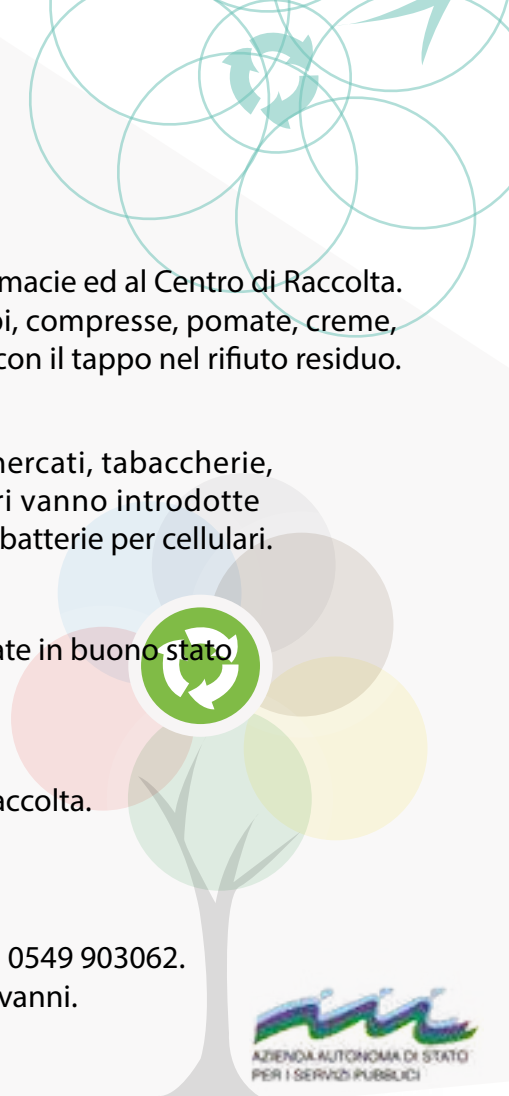 macie ed al Centro di Raccolta.
i, compresse, pomate, creme,
con il tappo nel rifiuto residuo.
mercati, tabaccherie,
ri vanno introdotte
batterie per cellulari.
ate in buono stato
accolta.
0549 903062.
vanni.
AZIENDA AUTONOMA DI STATO
PER I SERVIZI PUBBLICI